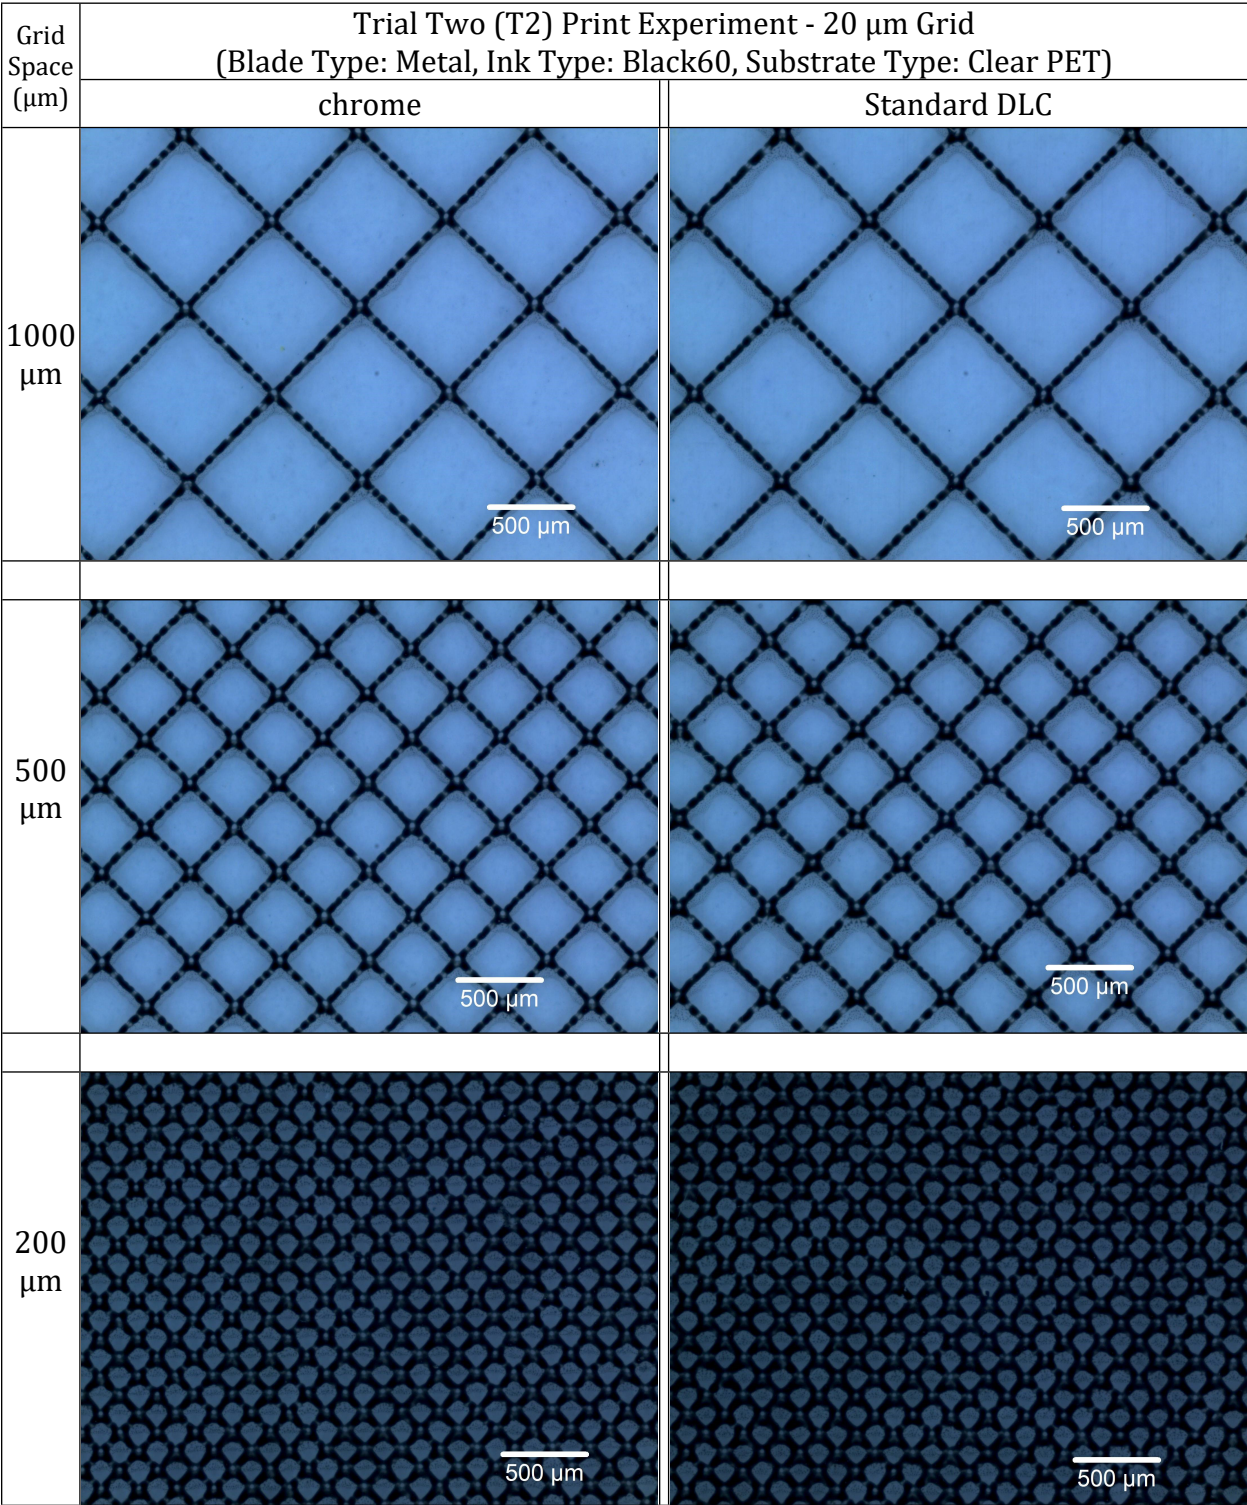 Grid
Space
(µm)
Trial Two (T2) Print Experiment - 20 µm Grid
(Blade Type: Metal, Ink Type: Black60, Substrate Type: Clear PET)
chrome
Standard DLC
1000
µm
500 µm
500 µm
500
µm
500 µm
500 µm
200
µm
500 µm
500 µm